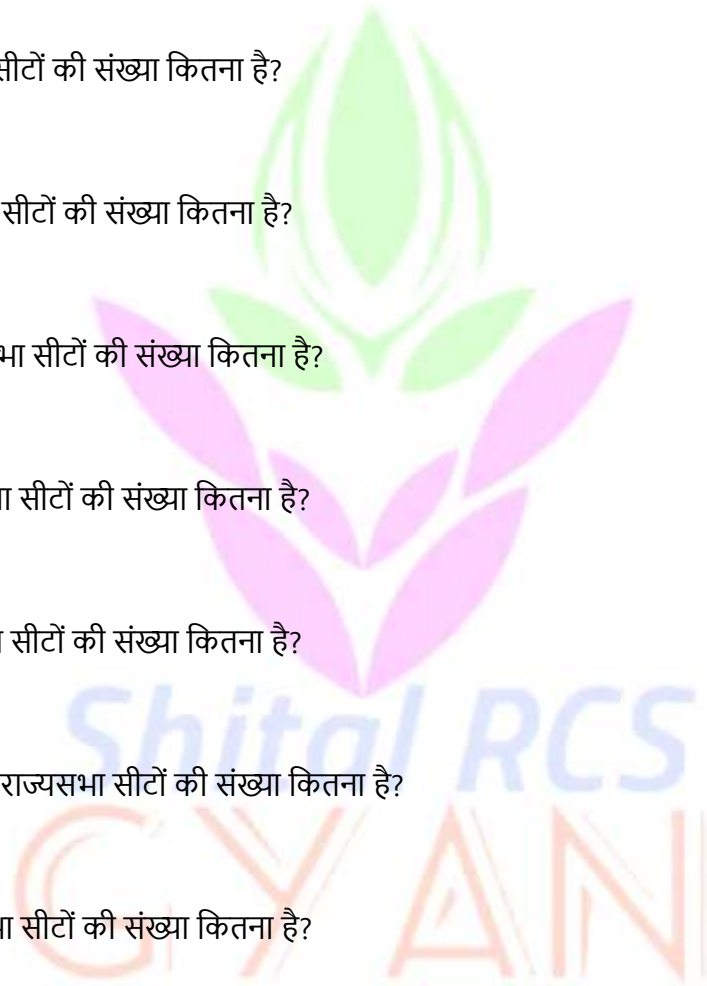 सीटों की संख्या कितना है?
सीटों की संख्या कितना है?
सीटों की संख्या कितना है?
सीटों की संख्या कितना है?
सीटों की संख्या कितना है?
Shital RCS
राज्यसभा सीटों की संख्या कितना है?
GYAN
सीटों की संख्या कितना है?